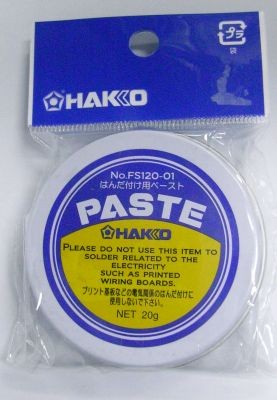 プラ
袋
HAKKO
No.FS120-01
はんだ付け用ペースト
PASTE
HAKKO
PLEASE DO NOT USE THIS ITEM TO
SOLDER RELATED TO THE
ELECTRICITY
SUCH AS PRINTED
WIRING BOARDS.
プリント基板などの電気関係のはんだ付けに
使用しないで下さい。
NET 20g